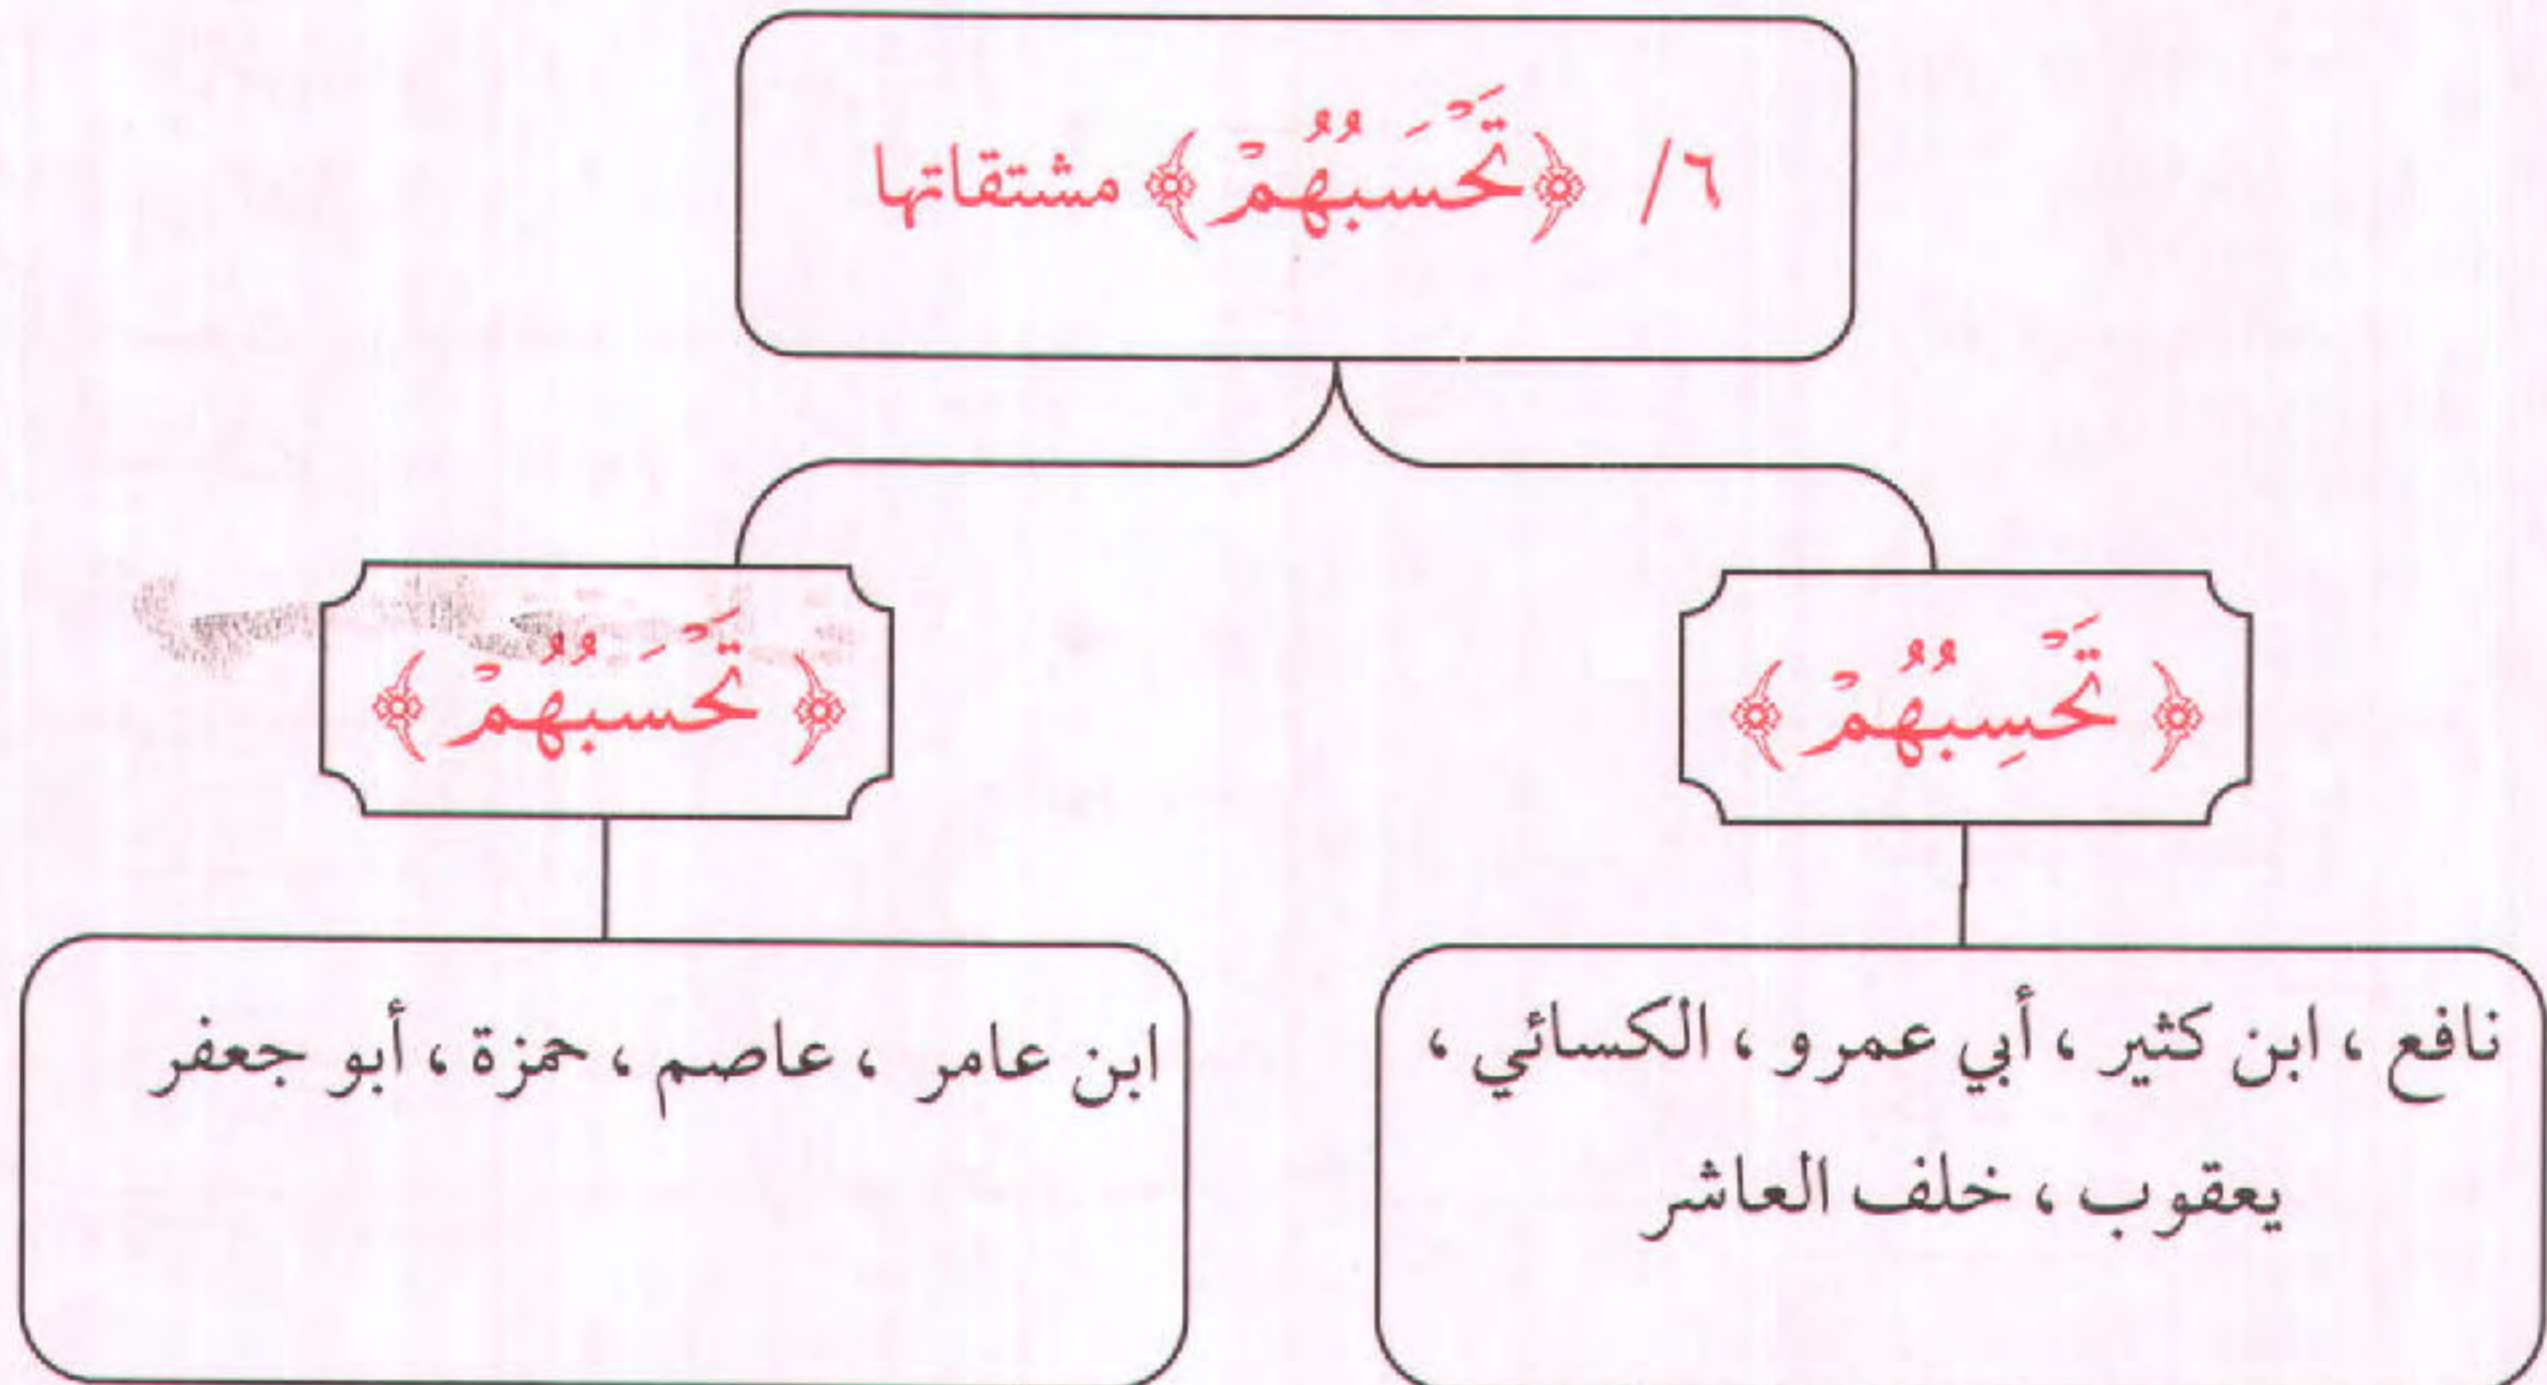 ٦/ ﴿تَحْسَبُهُمْ﴾ مشتقاتها
﴿ تَحْسِبُهُمْ ﴾
﴿ تَحْسَبُهُمْ ﴾
نافع ، ابن كثير ، أبي عمرو ، الكسائي ،
يعقوب ، خلف العاشر
ابن عامر ، عاصم ، حمزة ، أبو جعفر